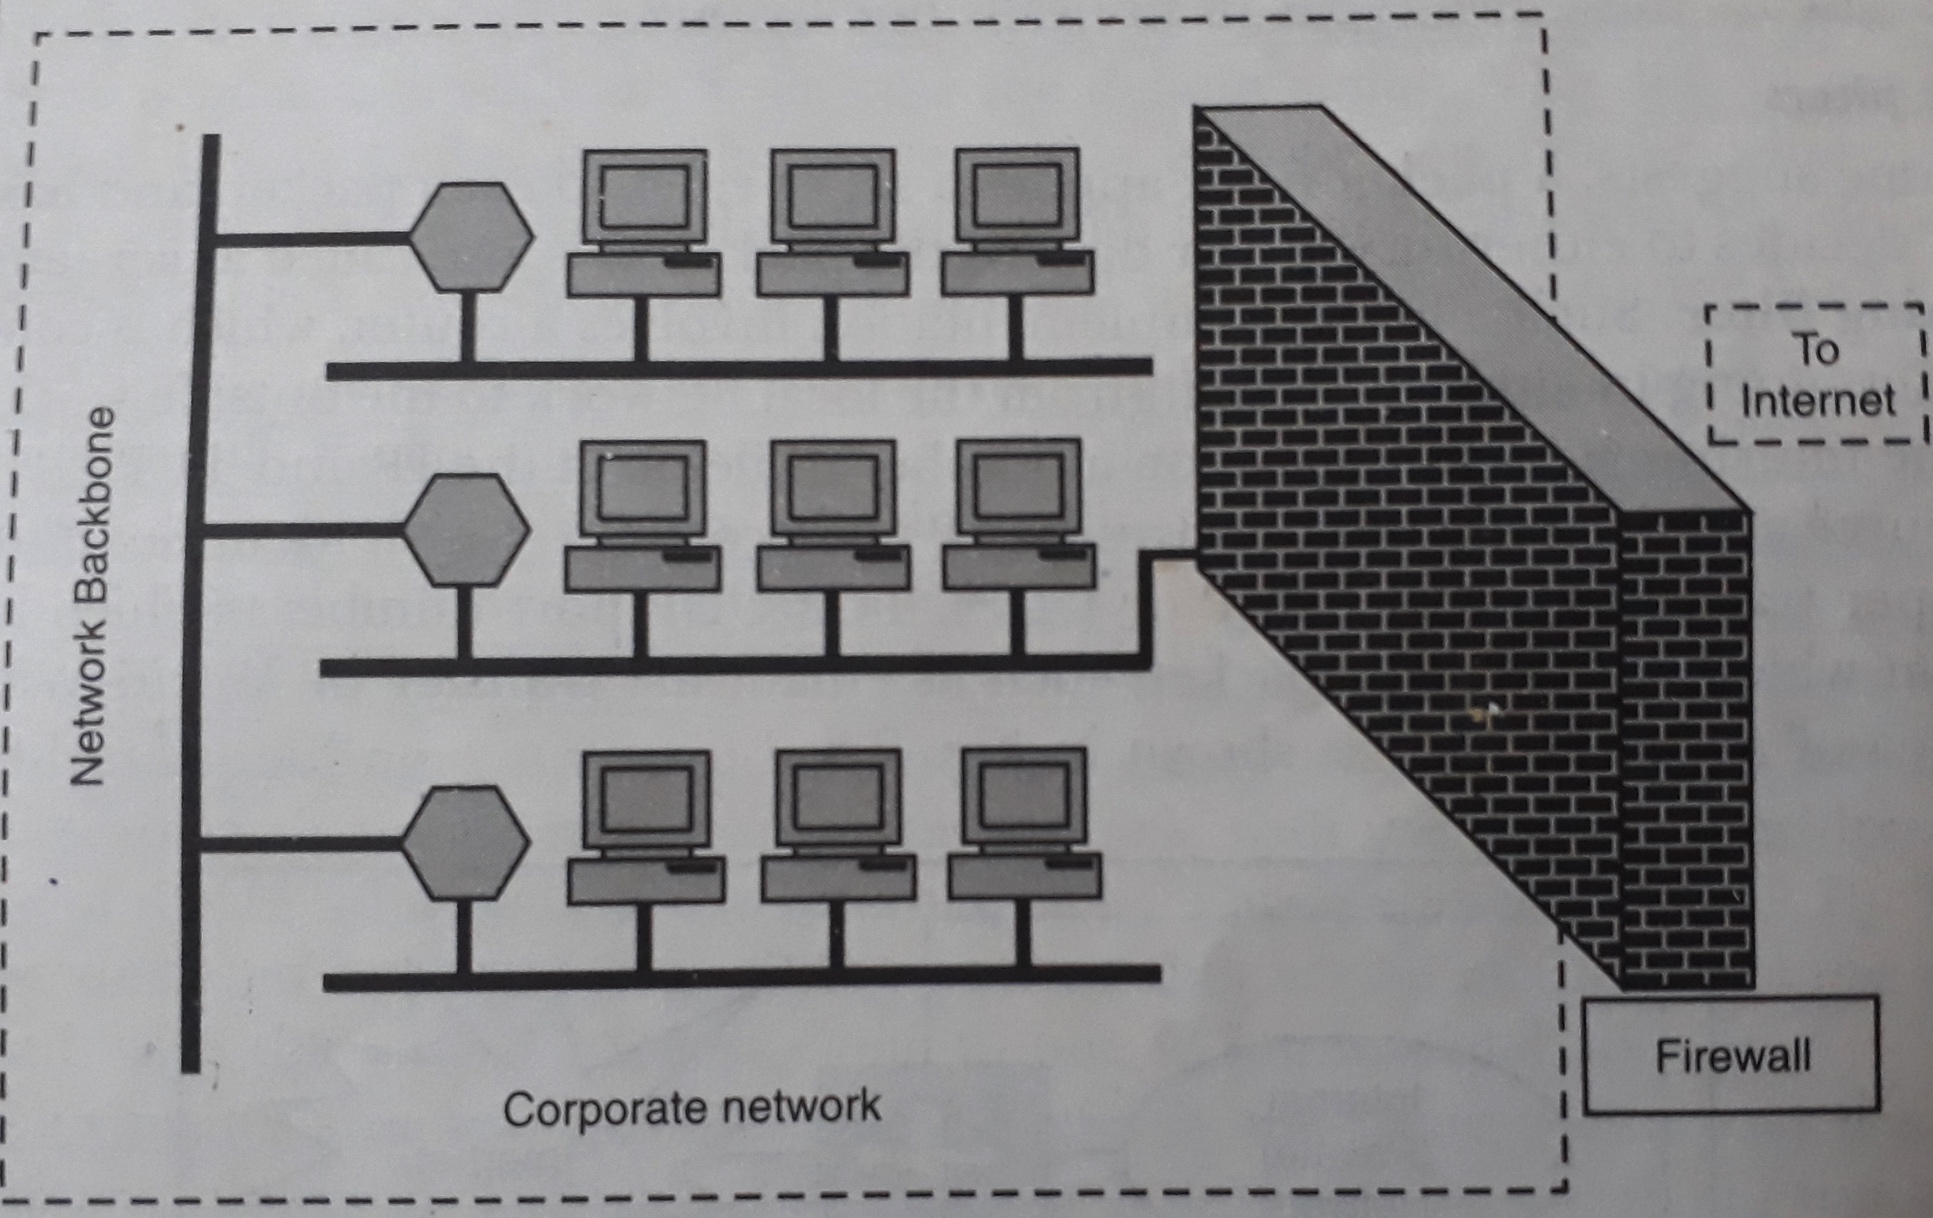 Network Backbone
To
Internet
Firewall
Corporate network